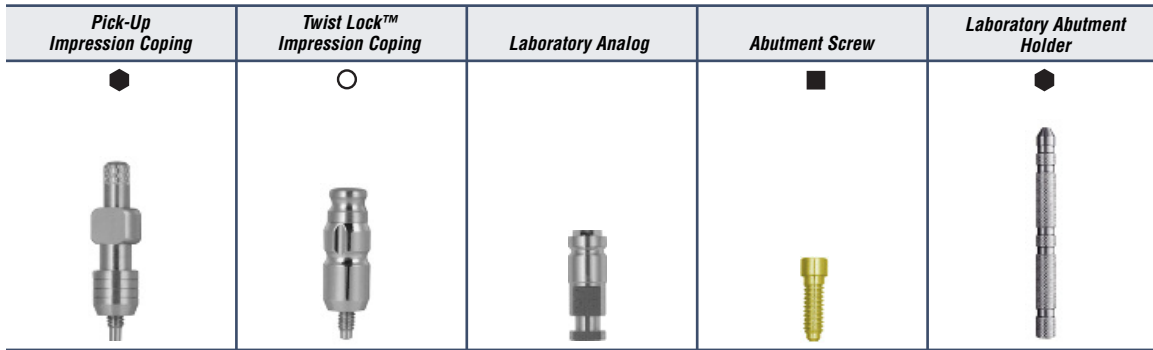 Pick-Up
Impression Coping
Twist Lock™
Impression Coping
Laboratory Analog
Abutment Screw
Laboratory Abutment
Holder